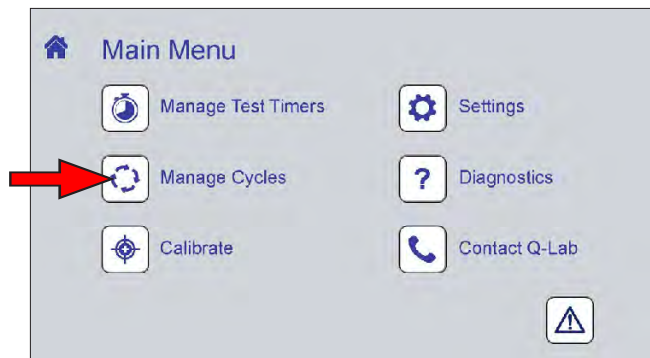 Main Menu
Manage Test Timers
Settings
Manage Cycles
? Diagnostics
Calibrate
Contact Q-Lab